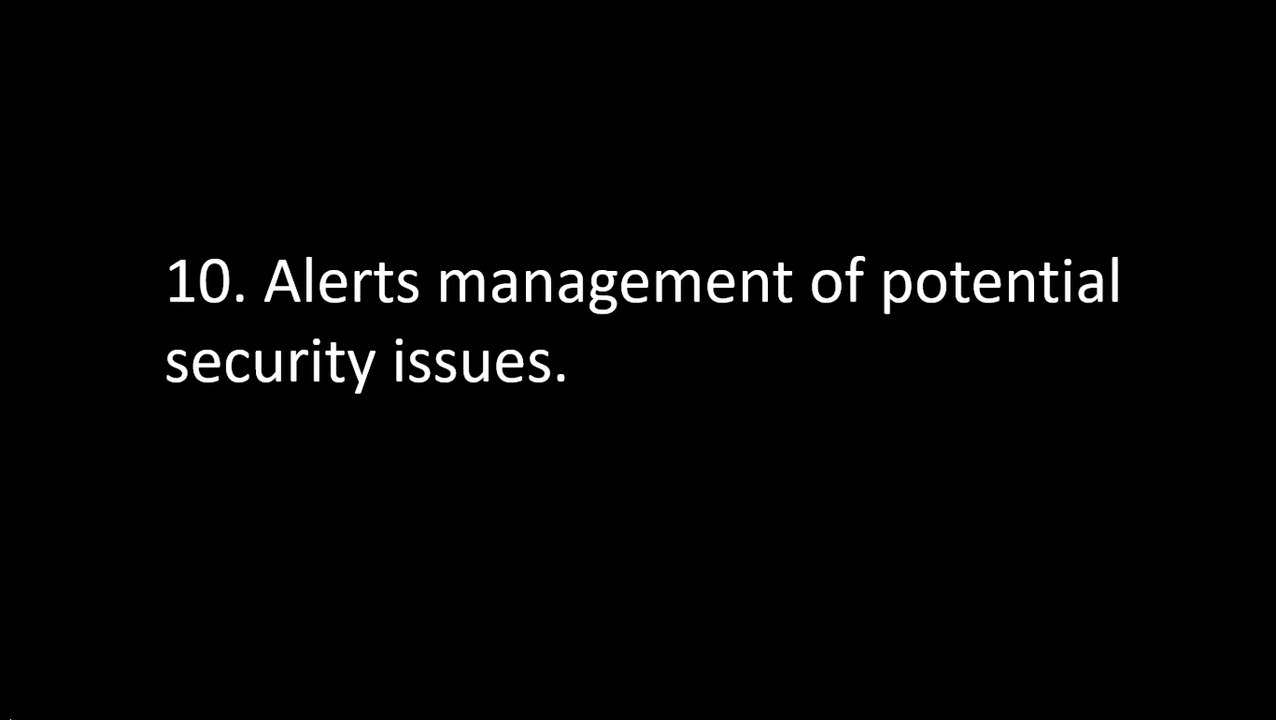 10. Alerts management of potential
security issues.